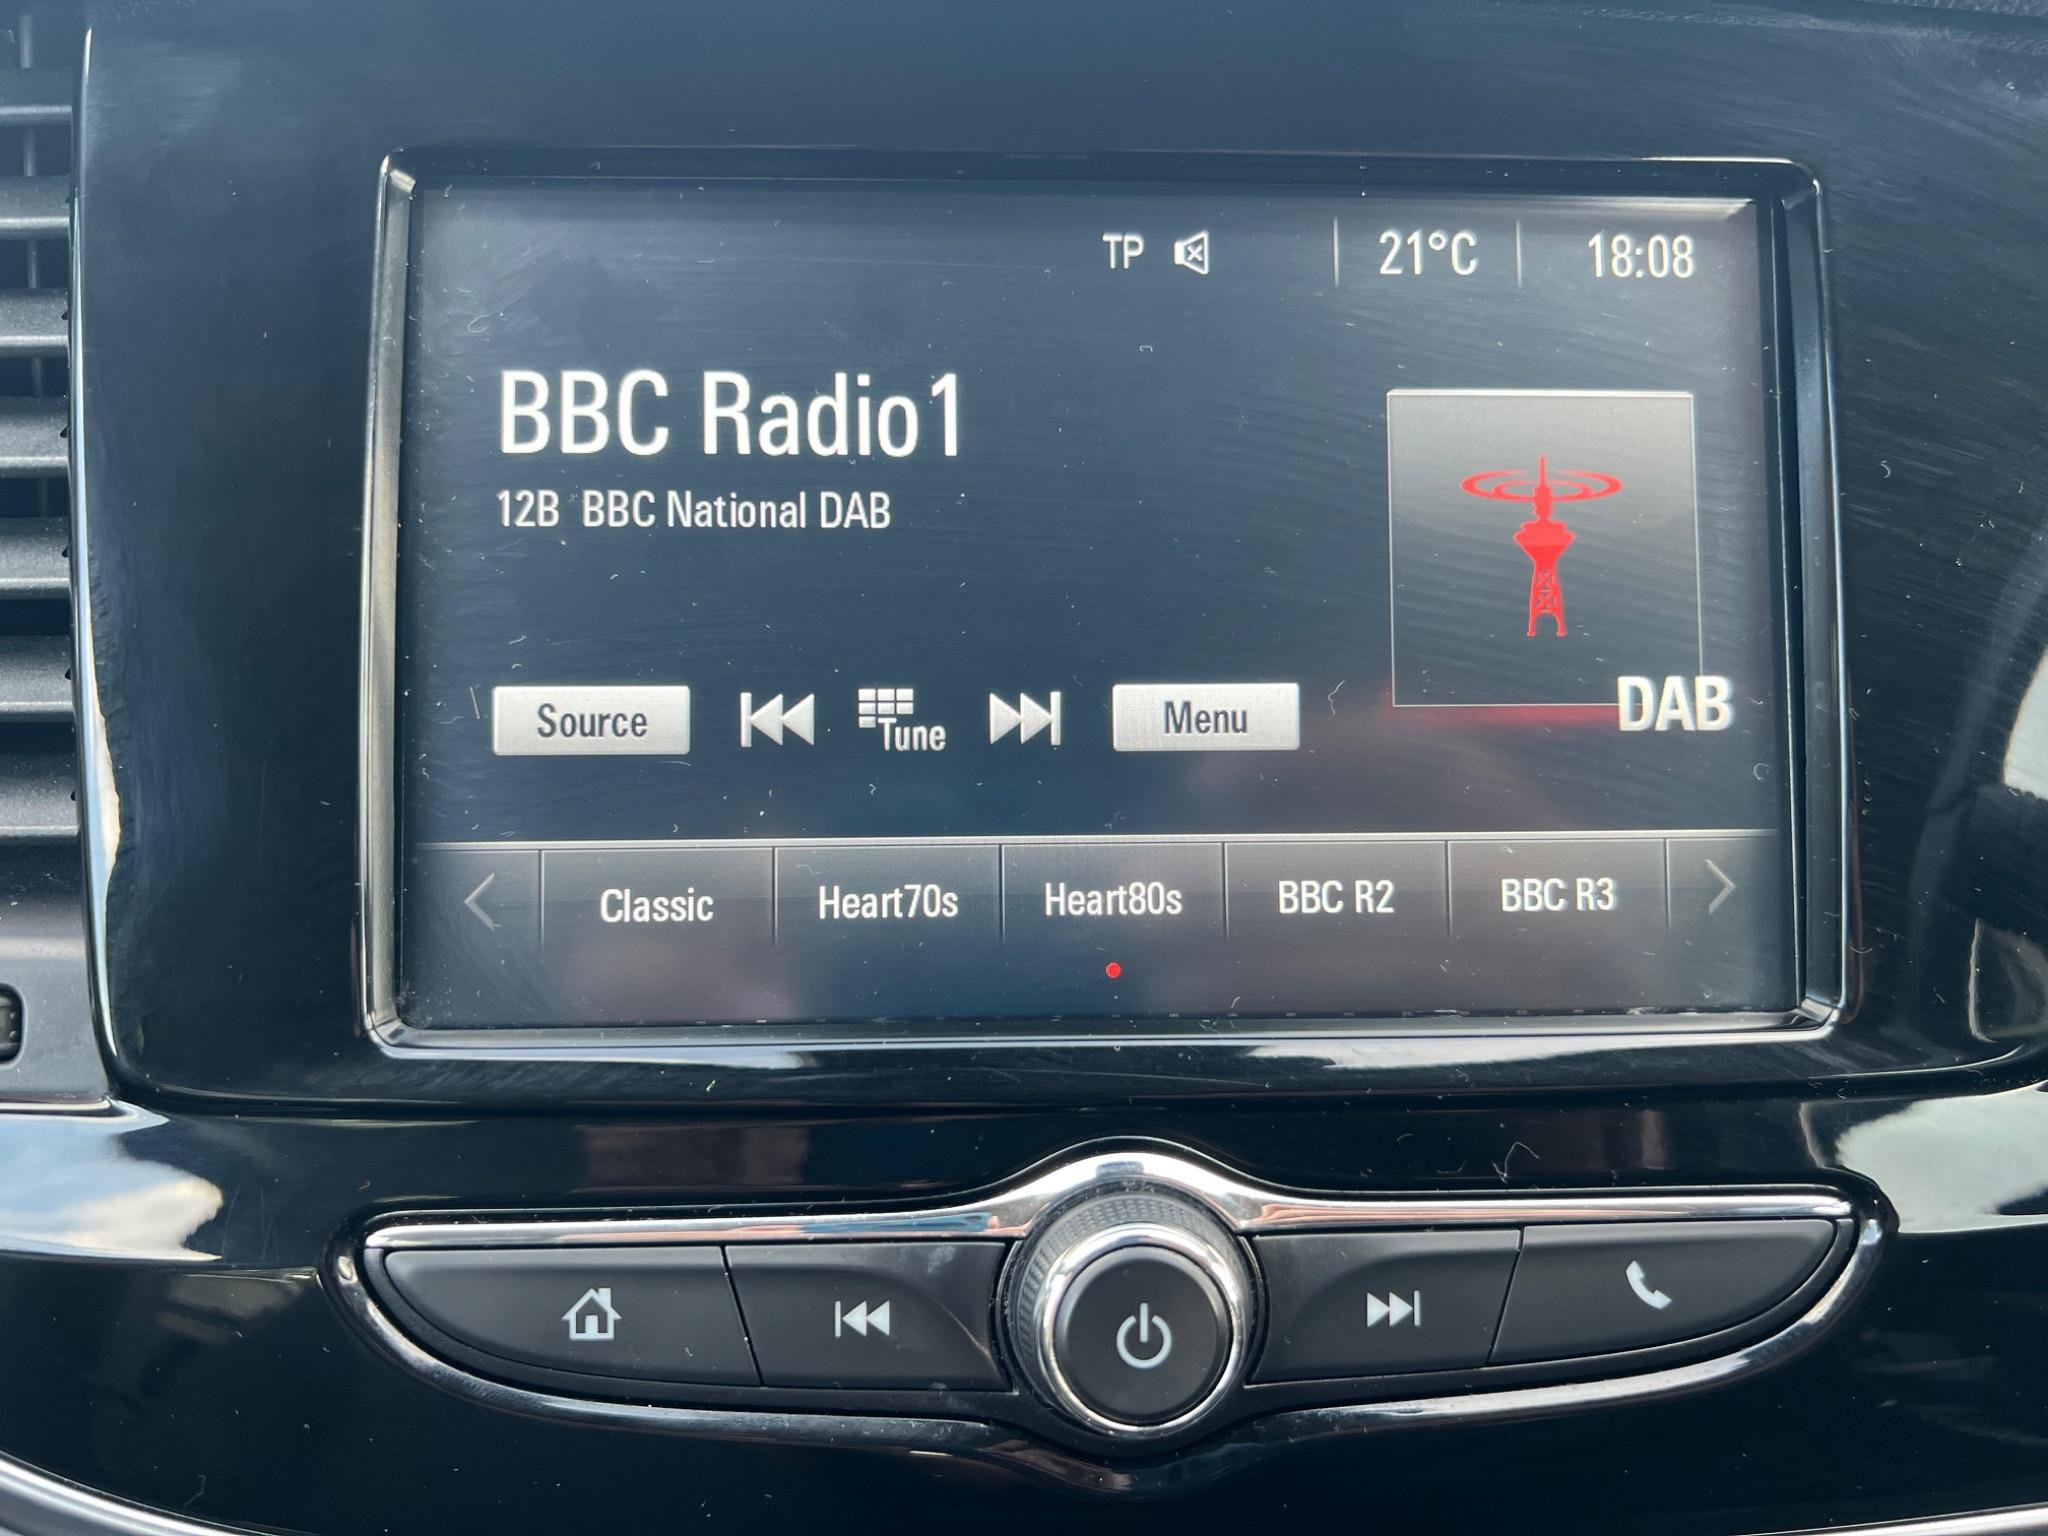 TP 21°C 18:08
BBC Radio1
12B BBC National DAB
Source Tune Menu
DAB
Classic Heart70s Heart80s BBC R2 BBC R3